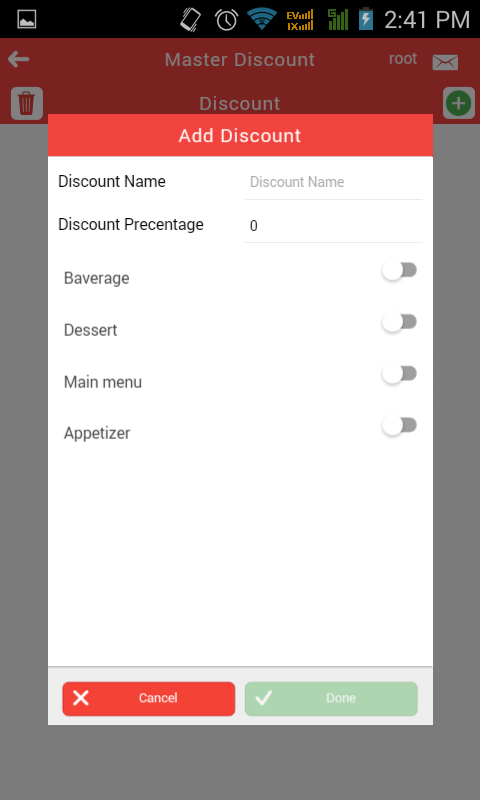 EV
1X
G
2:41 PM
Master Discount
root
Discount
Add Discount
Discount Name
Discount Name
Discount Precentage
0
Baverage
Dessert
Main menu
Appetizer
Cancel
Done